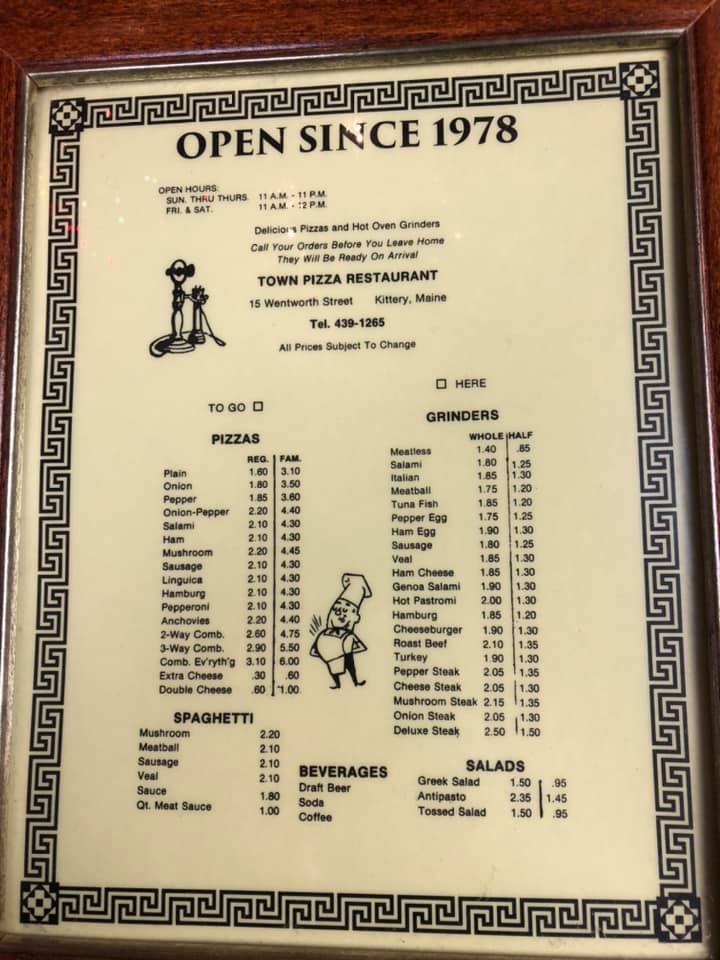 OPEN SINCE 1978
OPEN HOURS:
SUN. THRU THURS. 11 A.M. - 11 P.M.
FRI. & SAT. 11 A.M. - 12 P.M.
Delicious Pizzas and Hot Oven Grinders
Call Your Orders Before You Leave Home
They Will Be Ready On Arrival
TOWN PIZZA RESTAURANT
15 Wentworth Street Kittery, Maine
Tel. 439-1265
All Prices Subject To Change
TO GO
PIZZAS
REG. FAM.
Plain 1.60 3.10
Onion 1.80 3.50
Pepper 1.85 3.60
Onion-Pepper 2.20 4.40
Salami 2.10 4.30
Ham 2.10 4.30
Mushroom 2.20 4.45
Sausage 2.10 4.30
Linguica 2.10 4.30
Hamburg 2.10 4.30
Pepperoni 2.10 4.30
Anchovies 2.20 4.40
2-Way Comb. 2.60 4.75
3-Way Comb. 2.90 5.50
Comb. Ev'ryth'g 3.10 6.00
Extra Cheese .30 .60
Double Cheese .60 1.00
SPAGHETTI
Mushroom 2.20
Meatball 2.10
Sausage 2.10
Veal 2.10
Sauce 1.80
Qt. Meat Sauce 1.00
HERE
GRINDERS
WHOLE HALF
Meatless 1.40 .85
Salami 1.80 1.25
Italian 1.85 1.30
Meatball 1.75 1.20
Tuna Fish 1.85 1.20
Pepper Egg 1.75 1.25
Ham Egg 1.90 1.30
Sausage 1.80 1.25
Veal 1.85 1.30
Ham Cheese 1.85 1.30
Genoa Salami 1.90 1.30
Hot Pastromi 2.00 1.30
Hamburg 1.85 1.20
Cheeseburger 1.90 1.30
Roast Beef 2.10 1.35
Turkey 1.90 1.30
Pepper Steak 2.05 1.35
Cheese Steak 2.05 1.30
Mushroom Steak 2.15 1.35
Onion Steak 2.05 1.30
Deluxe Steak 2.50 1.50
BEVERAGES
Draft Beer
Soda
Coffee
SALADS
Greek Salad 1.50 .95
Antipasto 2.35 1.45
Tossed Salad 1.50 .95